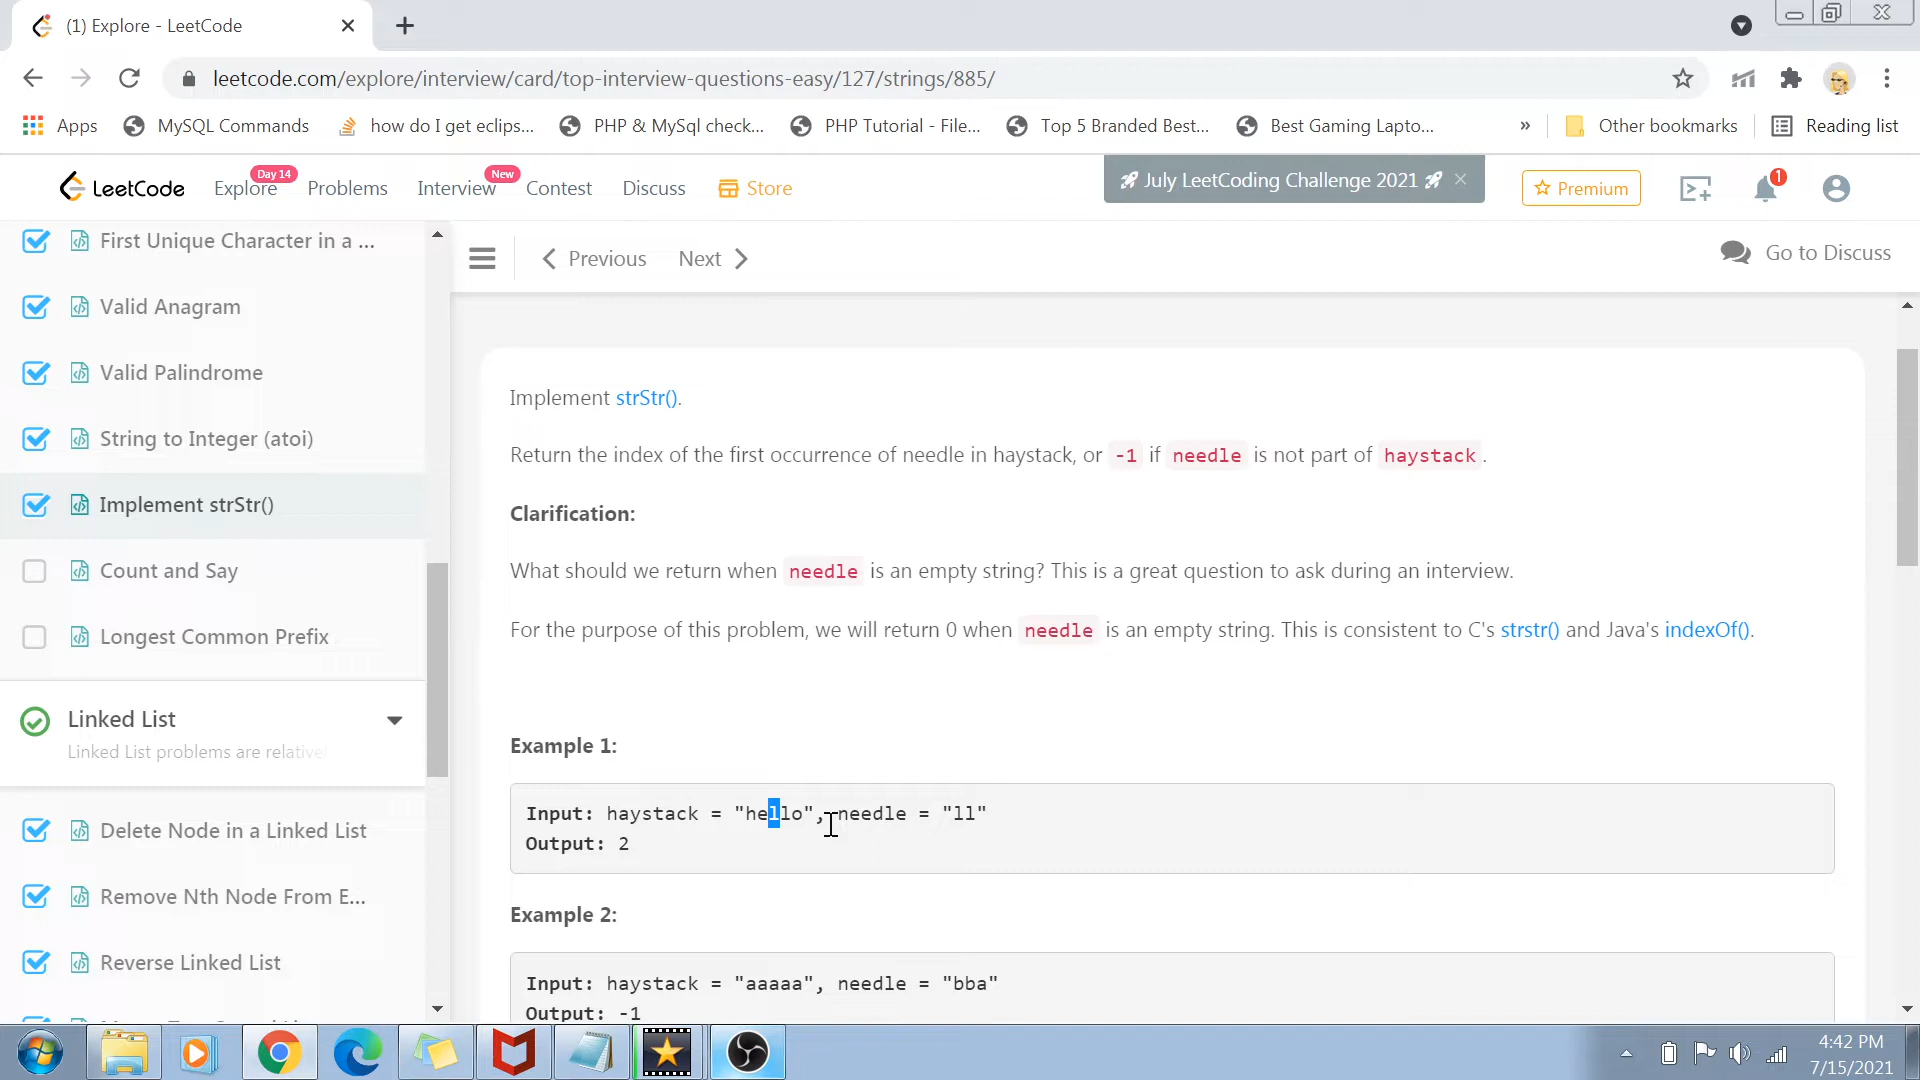 (1) Explore - LeetCode
leetcode.com/explore/interview/card/top-interview-questions-easy/127/strings/885/
Apps MySQL Commands how do I get eclips... PHP & MySql check... PHP Tutorial - File... Top 5 Branded Best... Best Gaming Lapto... » Other bookmarks Reading list
LeetCode Explore Day 14 Problems Interview New Contest Discuss Store July LeetCoding Challenge 2021 Premium 1
First Unique Character in a ...
Valid Anagram
Valid Palindrome
String to Integer (atoi)
Implement strStr()
Count and Say
Longest Common Prefix
Linked List
Linked List problems are relative
Delete Node in a Linked List
Remove Nth Node From E...
Reverse Linked List
Previous Next Go to Discuss
Implement strStr().
Return the index of the first occurrence of needle in haystack, or -1 if needle is not part of haystack.
Clarification:
What should we return when needle is an empty string? This is a great question to ask during an interview.
For the purpose of this problem, we will return 0 when needle is an empty string. This is consistent to C's strstr() and Java's indexOf().
Example 1:
Input: haystack = "hello", needle = "ll"
Output: 2
Example 2:
Input: haystack = "aaaaa", needle = "bba"
Output: -1
4:42 PM
7/15/2021